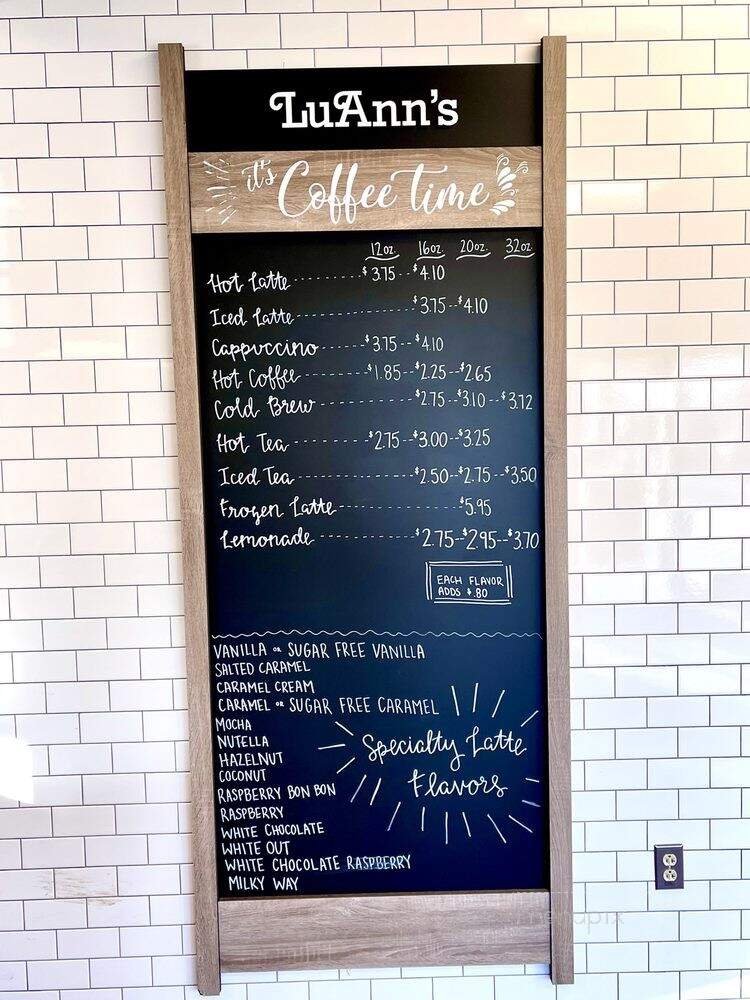 LuAnn's
it's Coffee Time
12oz. 16oz. 20oz. 32oz
Hot Latte $3.75 $4.10
Iced Latte $3.75 $4.10
Cappuccino $3.75 $4.10
Hot Coffee $1.85 $2.25 $2.65
Cold Brew $2.75 $3.10 $3.12
Hot Tea $2.75 $3.00 $3.25
Iced Tea $2.50 $2.75 $3.50
Frozen Latte $5.95
Lemonade $2.75 $2.95 $3.70
EACH FLAVOR
ADDS $.80
VANILLA OR SUGAR FREE VANILLA
SALTED CARAMEL
CARAMEL CREAM
CARAMEL OR SUGAR FREE CARAMEL
MOCHA
NUTELLA
HAZELNUT
COCONUT
RASPBERRY BON BON
RASPBERRY
WHITE CHOCOLATE
WHITE OUT
WHITE CHOCOLATE RASPBERRY
MILKY WAY
Specialty Latte
Flavors
menupix